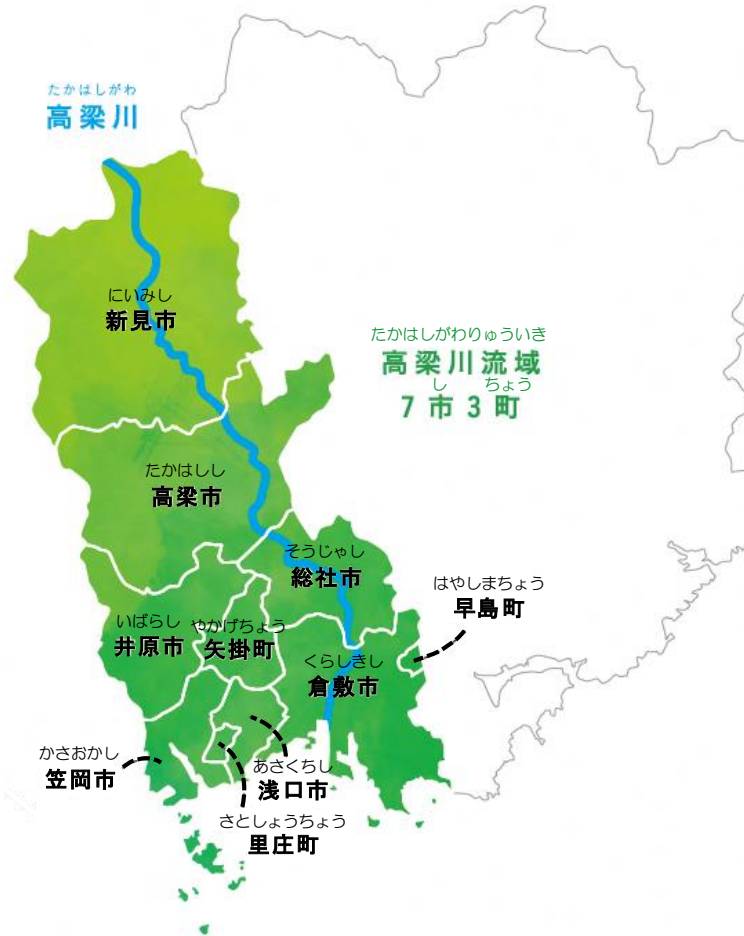 たかはしがわ
高梁川
にいみし
新見市
たかはしがわりゅういき
高梁川流域
し ちょう
7市3町
たかはしし
高梁市
そうじゃし
総社市
はやしまちょう
早島町
いばらし
井原市
やかげちょう
矢掛町
くらしきし
倉敷市
かさおかし
笠岡市
あさくちし
浅口市
さとしょうちょう
里庄町